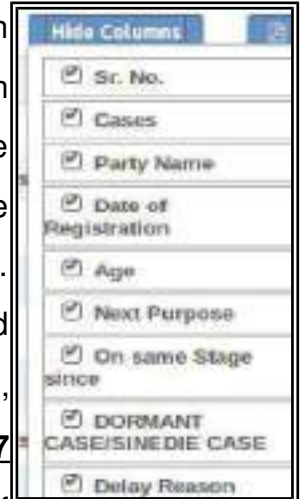 Hide Columns
Sr. No.
Cases
Party Name
Date of
Registration
Age
Next Purpose
On same Stage
since
DORMANT
CASE/SINEDIE CASE
Delay Reason